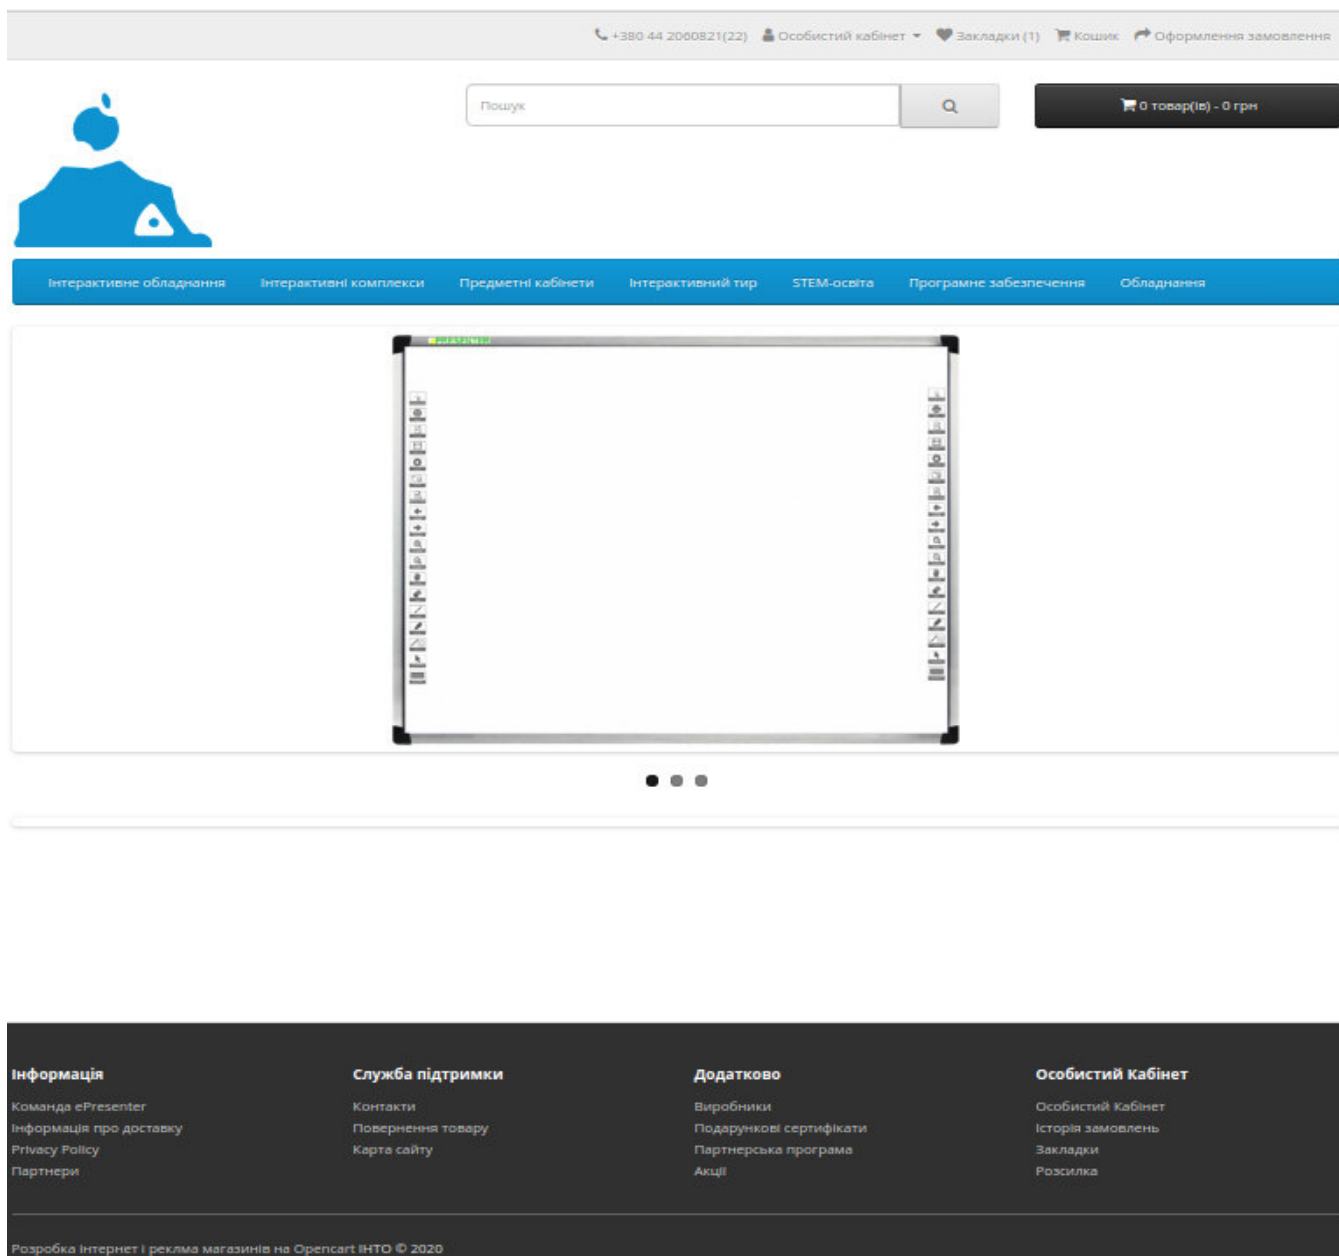 +380 44 2060821(22) Особистий кабінет Закладки (1) Кошик Оформлення замовлення
Пошук 0 товар(ів) - 0 грн
Інтерактивне обладнання Інтерактивні комплекси Предметні кабінети Інтерактивний тир STEM-освіта Програмне забезпечення Обладнання
Інформація Служба підтримки Додатково Особистий Кабінет
Команда ePresenter Контакти Виробники Особистий Кабінет
Інформація про доставку Повернення товару Подарункові сертифікати Історія замовлень
Privacy Policy Карта сайту Партнерська програма Закладки
Партнери Акції Розсилка
Розробка інтернет і реклма магазинів на Opencart ІНТО © 2020